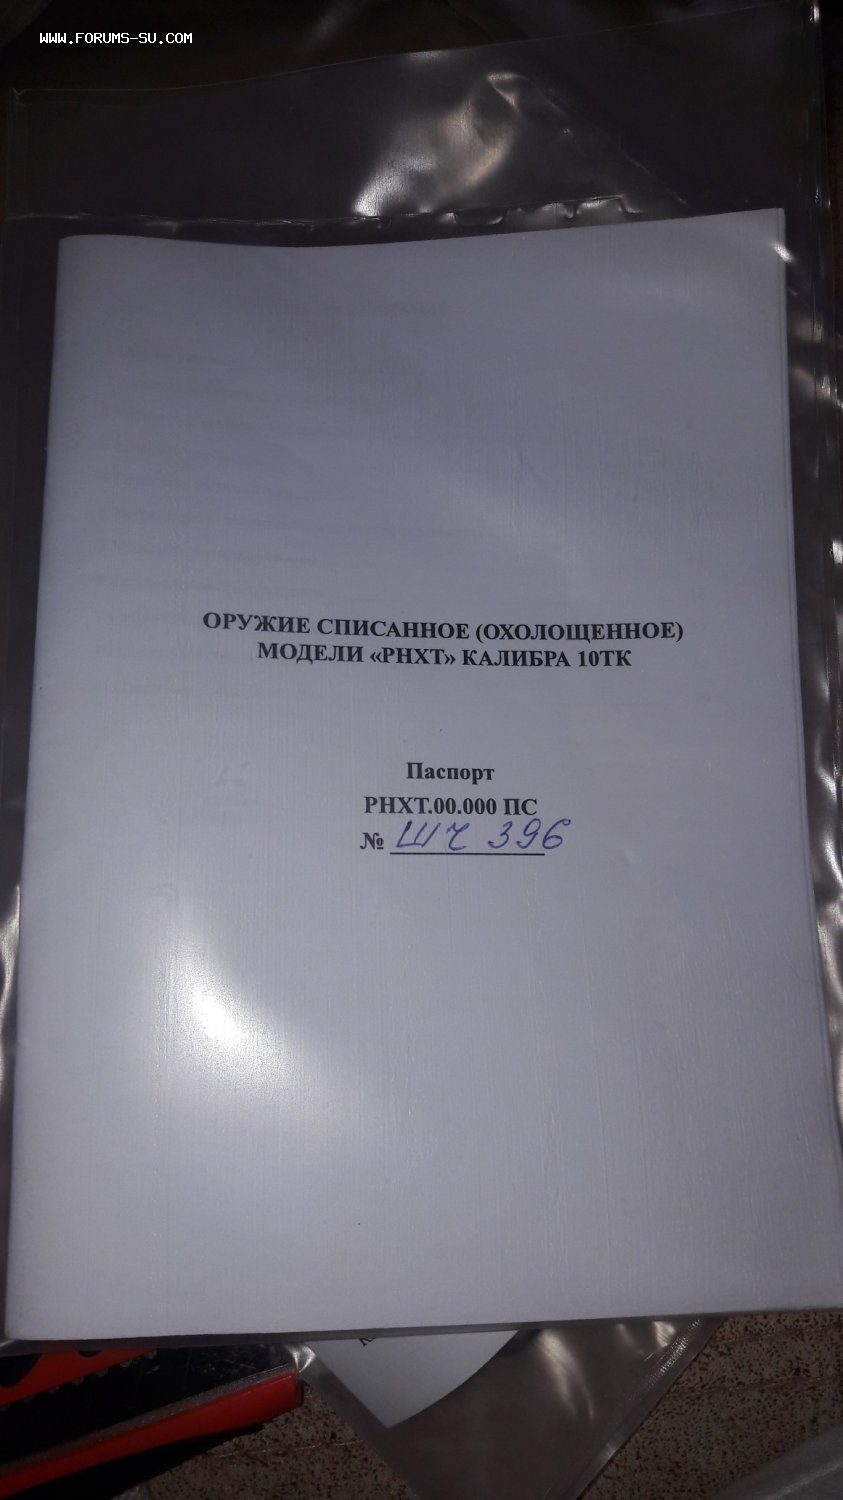 WWW.FORUMS-SU.COM
ОРУЖИЕ СПИСАННОЕ (ОХОЛОЩЕННОЕ)
МОДЕЛИ «РНХТ» КАЛИБРА 10ТК
Паспорт
РНХТ.00.000 ПС
№ ШЧ 396